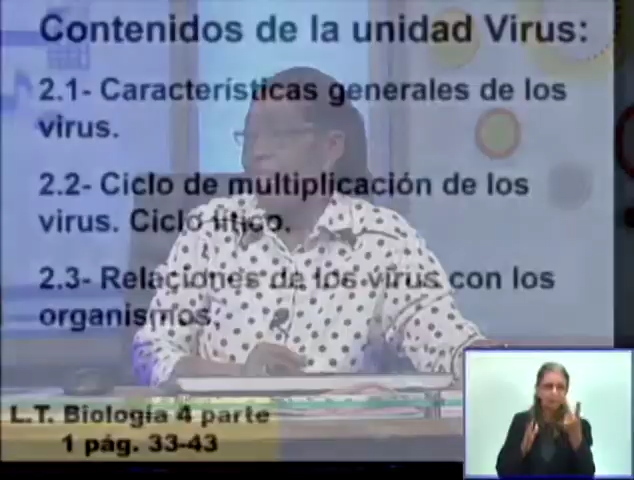 Contenidos de la unidad Virus:
2.1- Características generales de los
virus.
2.2- Ciclo de multiplicación de los
virus. Ciclo lítico.
2.3- Relaciones de los virus con los
organismos.
L.T. Biología 4 parte
1 pág. 33-43